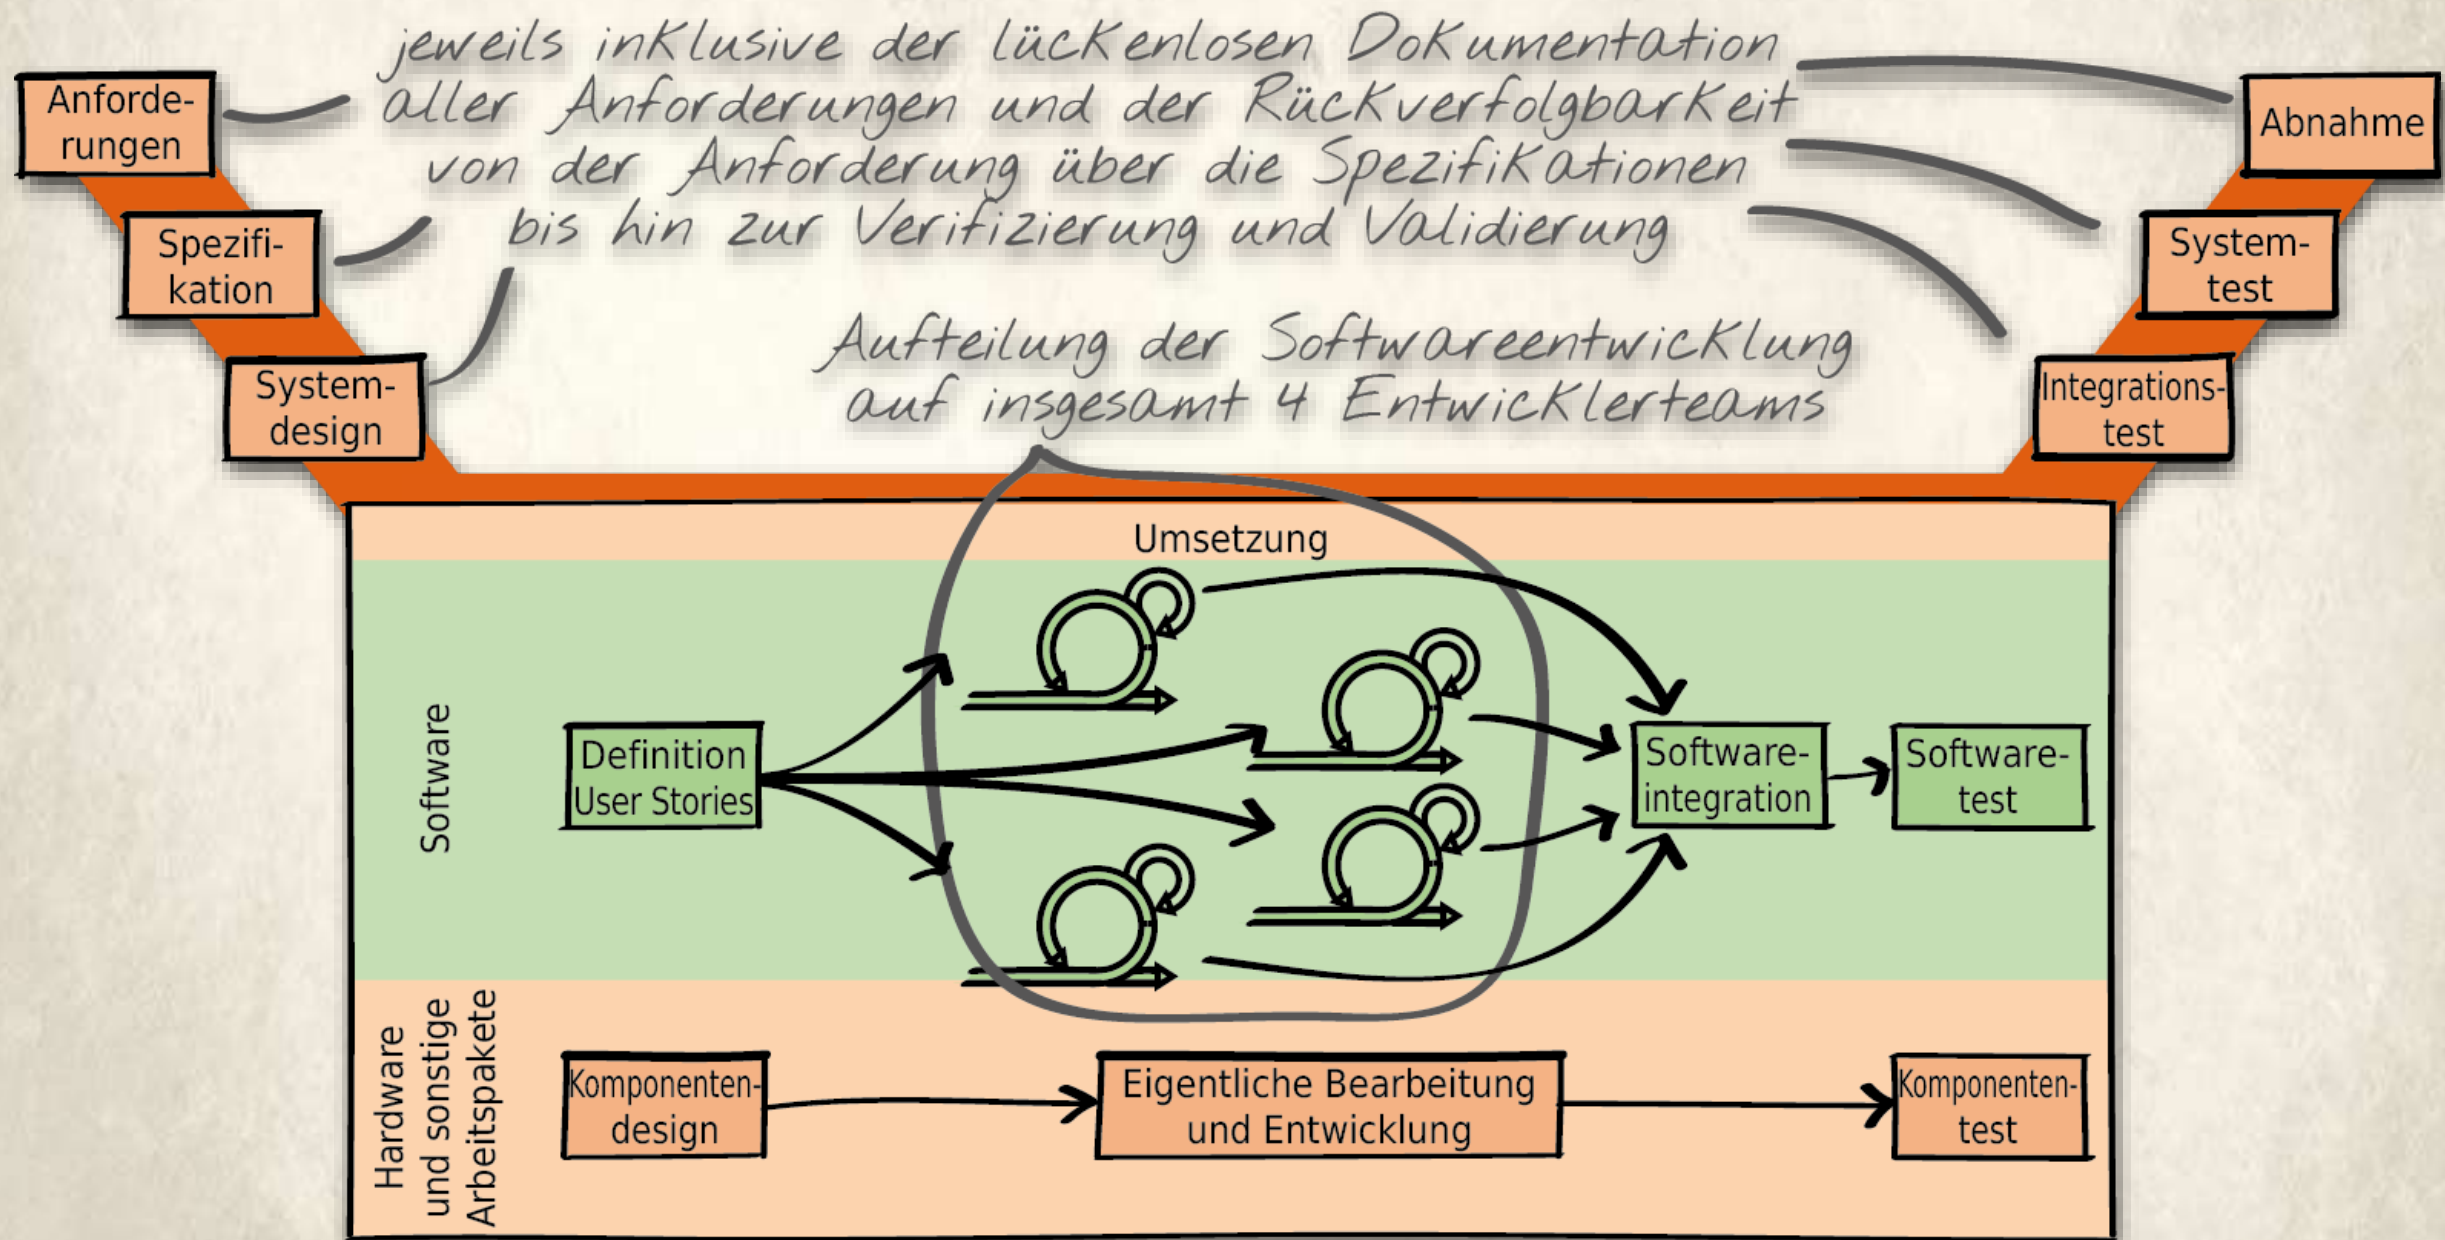 jeweils inklusive der lückenlosen Dokumentation
aller Anforderungen und der Rückverfolgbarkeit
von der Anforderung über die Spezifikationen
bis hin zur Verifizierung und Validierung
Anforde-
rungen
Spezifi-
kation
System-
design
Abnahme
System-
test
Integrations-
test
Aufteilung der Softwareentwicklung
auf insgesamt 4 Entwicklerteams
Umsetzung
Software
Definition
User Stories
Software-
integration
Software-
test
Hardware
und sonstige
Arbeitspakete
Komponenten-
design
Eigentliche Bearbeitung
und Entwicklung
Komponenten-
test